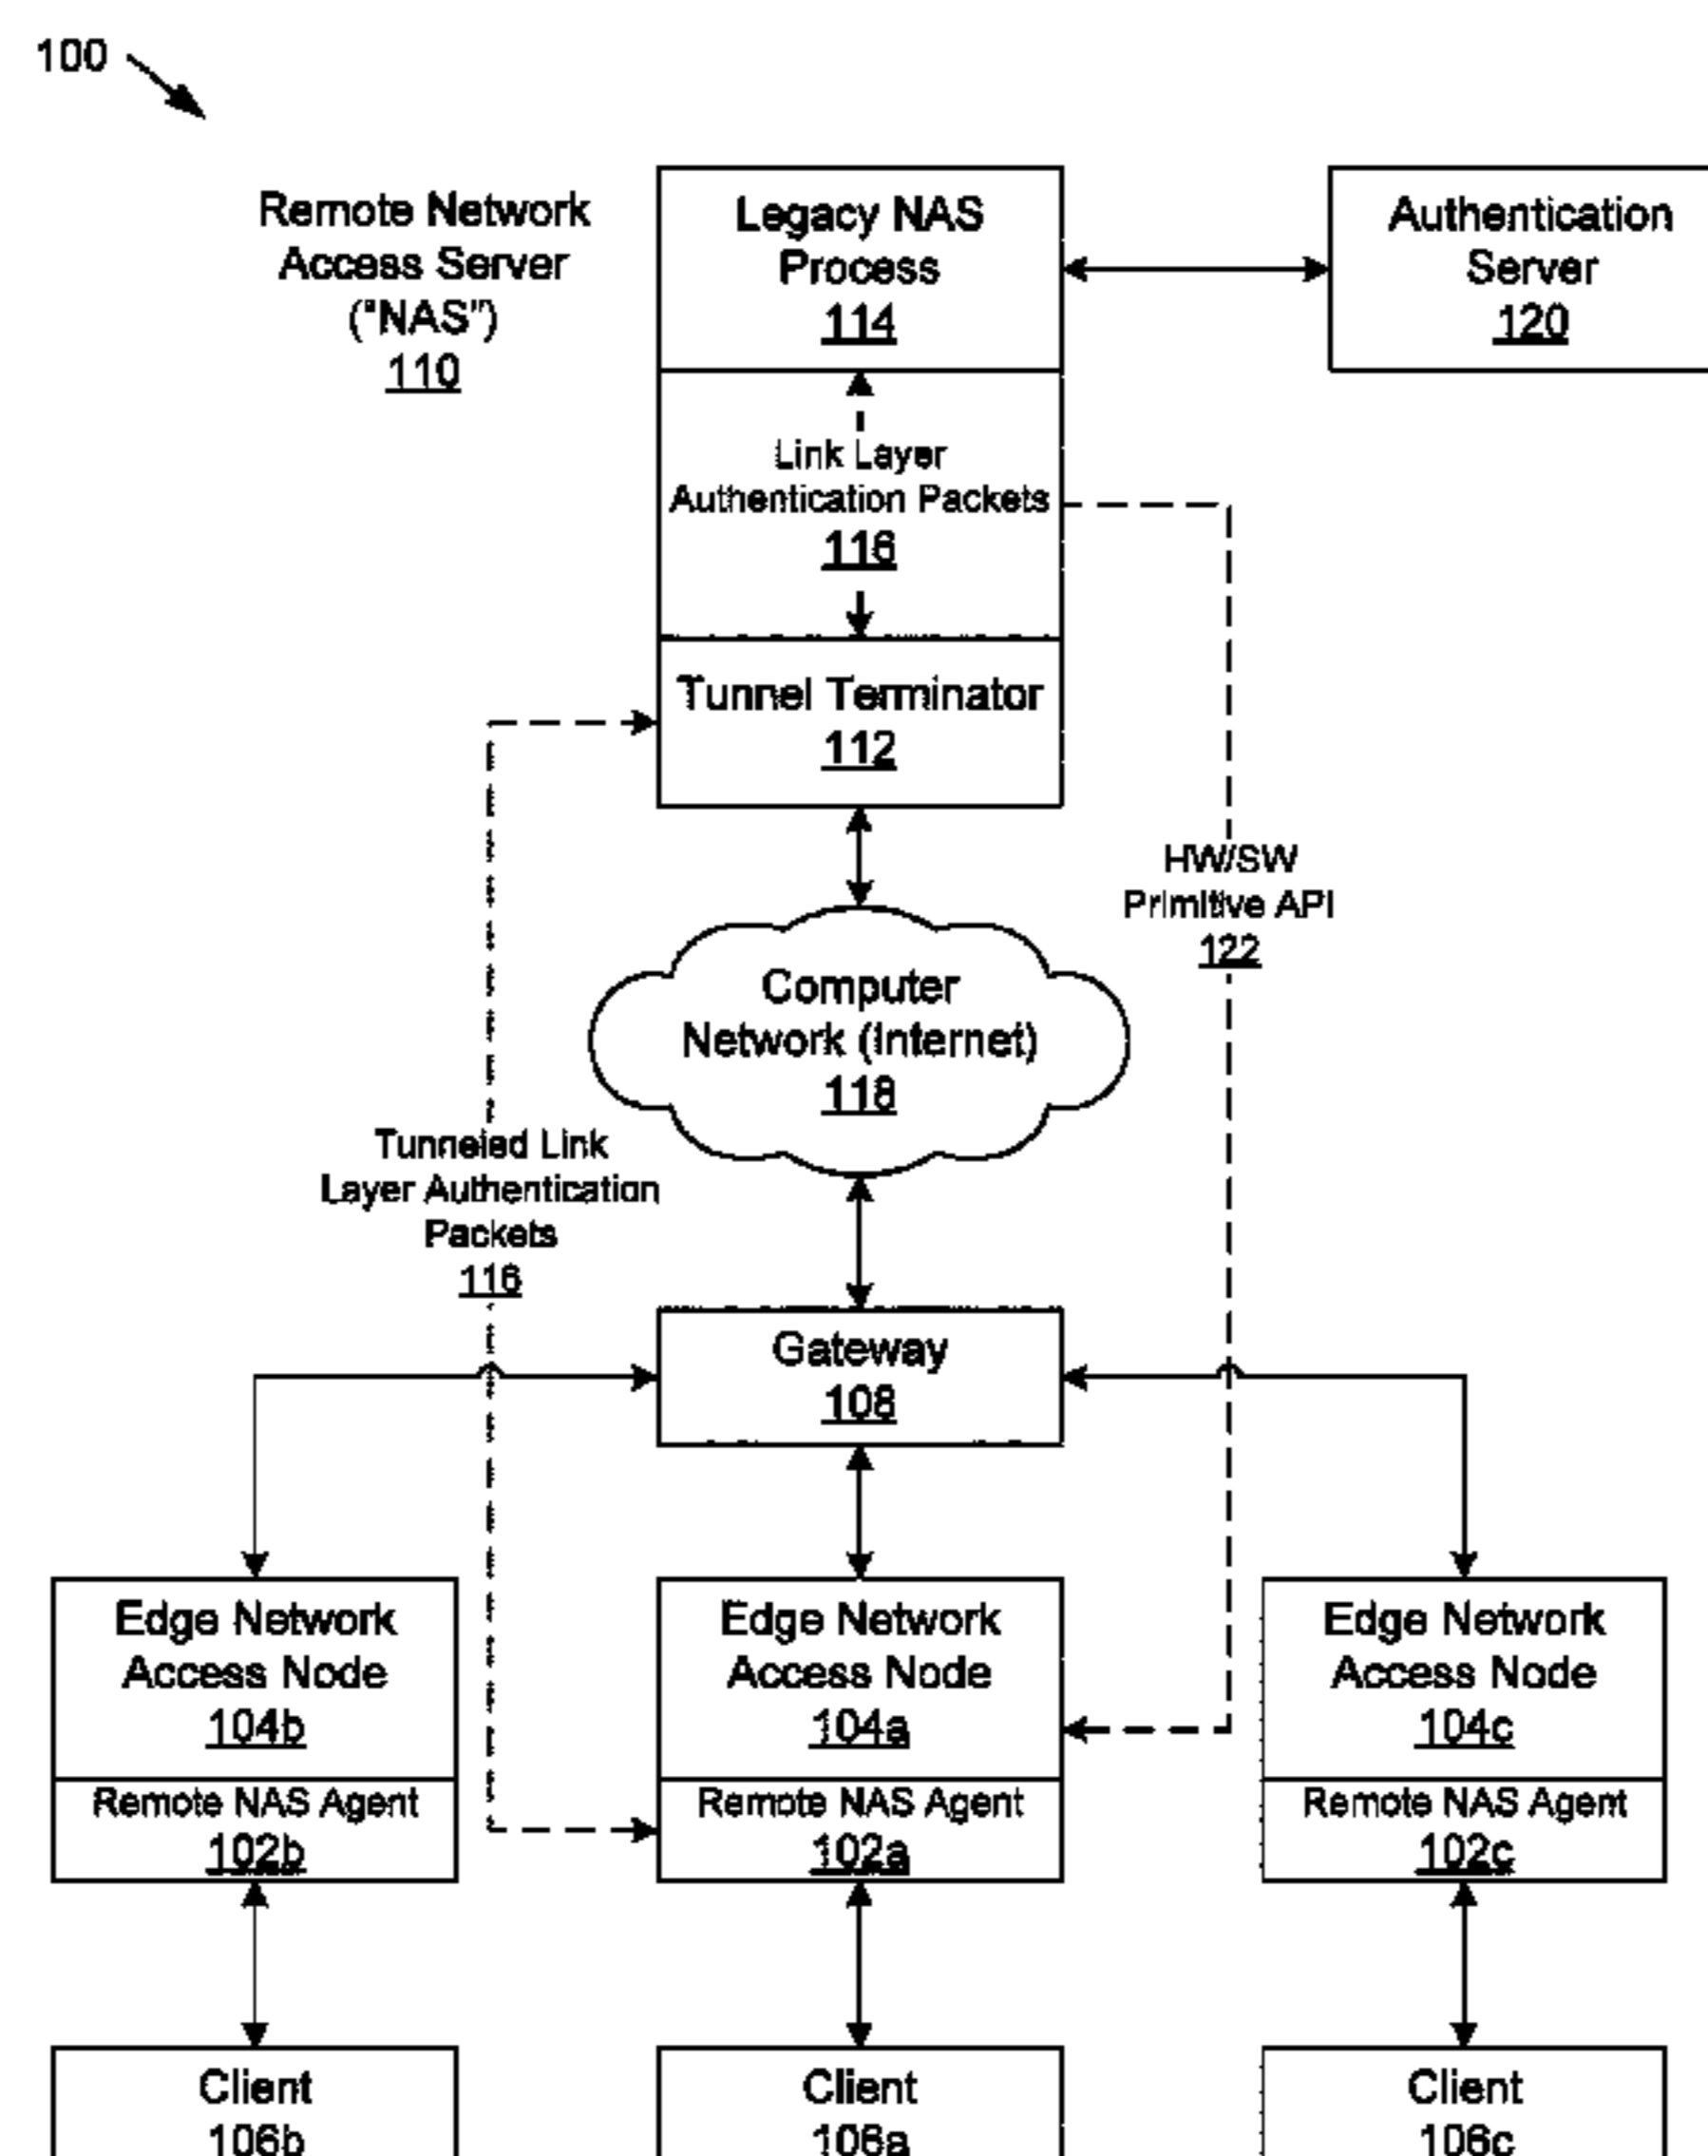 100
Remote Network
Access Server
("NAS")
110
Legacy NAS
Process
114
Authentication
Server
120
Link Layer
Authentication Packets
116
Tunnel Terminator
112
HW/SW
Primitive API
122
Computer
Network (Internet)
118
Tunneled Link
Layer Authentication
Packets
116
Gateway
108
Edge Network
Access Node
104b
Remote NAS Agent
102b
Edge Network
Access Node
104a
Remote NAS Agent
102a
Edge Network
Access Node
104c
Remote NAS Agent
102c
Client
106b
Client
106a
Client
106c